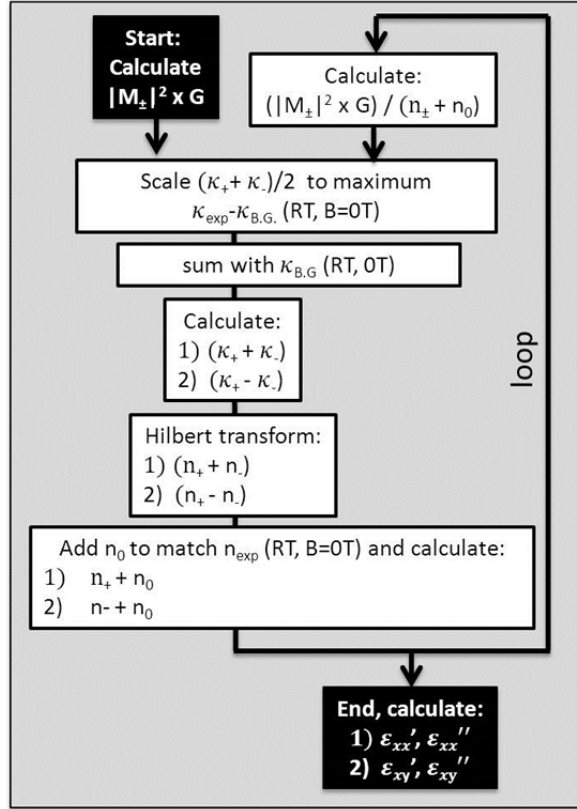 Start:
Calculate
|M±|² x G
Calculate:
(|M±|² x G) / (n± + n₀)
Scale (κ₊+ κ₋)/2 to maximum
κexp-κB.G. (RT, B=0T)
sum with κB.G (RT, 0T)
Calculate:
1) (κ₊ + κ₋)
2) (κ₊ - κ₋)
Hilbert transform:
1) (n₊ + n₋)
2) (n₊ - n₋)
Add n₀ to match nexp (RT, B=0T) and calculate:
1) n₊ + n₀
2) n- + n₀
loop
End, calculate:
1) εxx′, εxx″
2) εxy′, εxy″